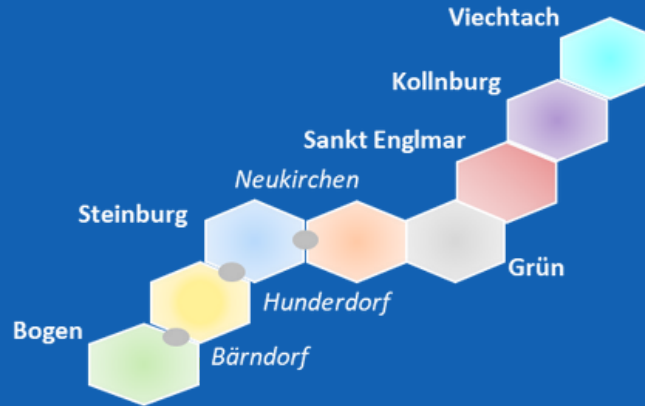 Viechtach
Kollnburg
Sankt Englmar
Neukirchen
Steinburg
Grün
Hunderdorf
Bogen
Bärndorf